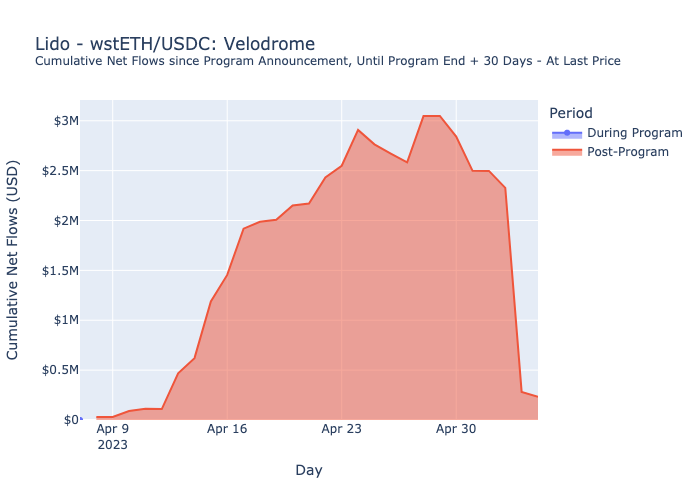 Lido - wstETH/USDC: Velodrome
Cumulative Net Flows since Program Announcement, Until Program End + 30 Days - At Last Price
Period
During Program
Post-Program
Cumulative Net Flows (USD)
$3M
$2.5M
$2M
$1.5M
$1M
$0.5M
$0
Apr 9
2023
Apr 16
Apr 23
Apr 30
Day